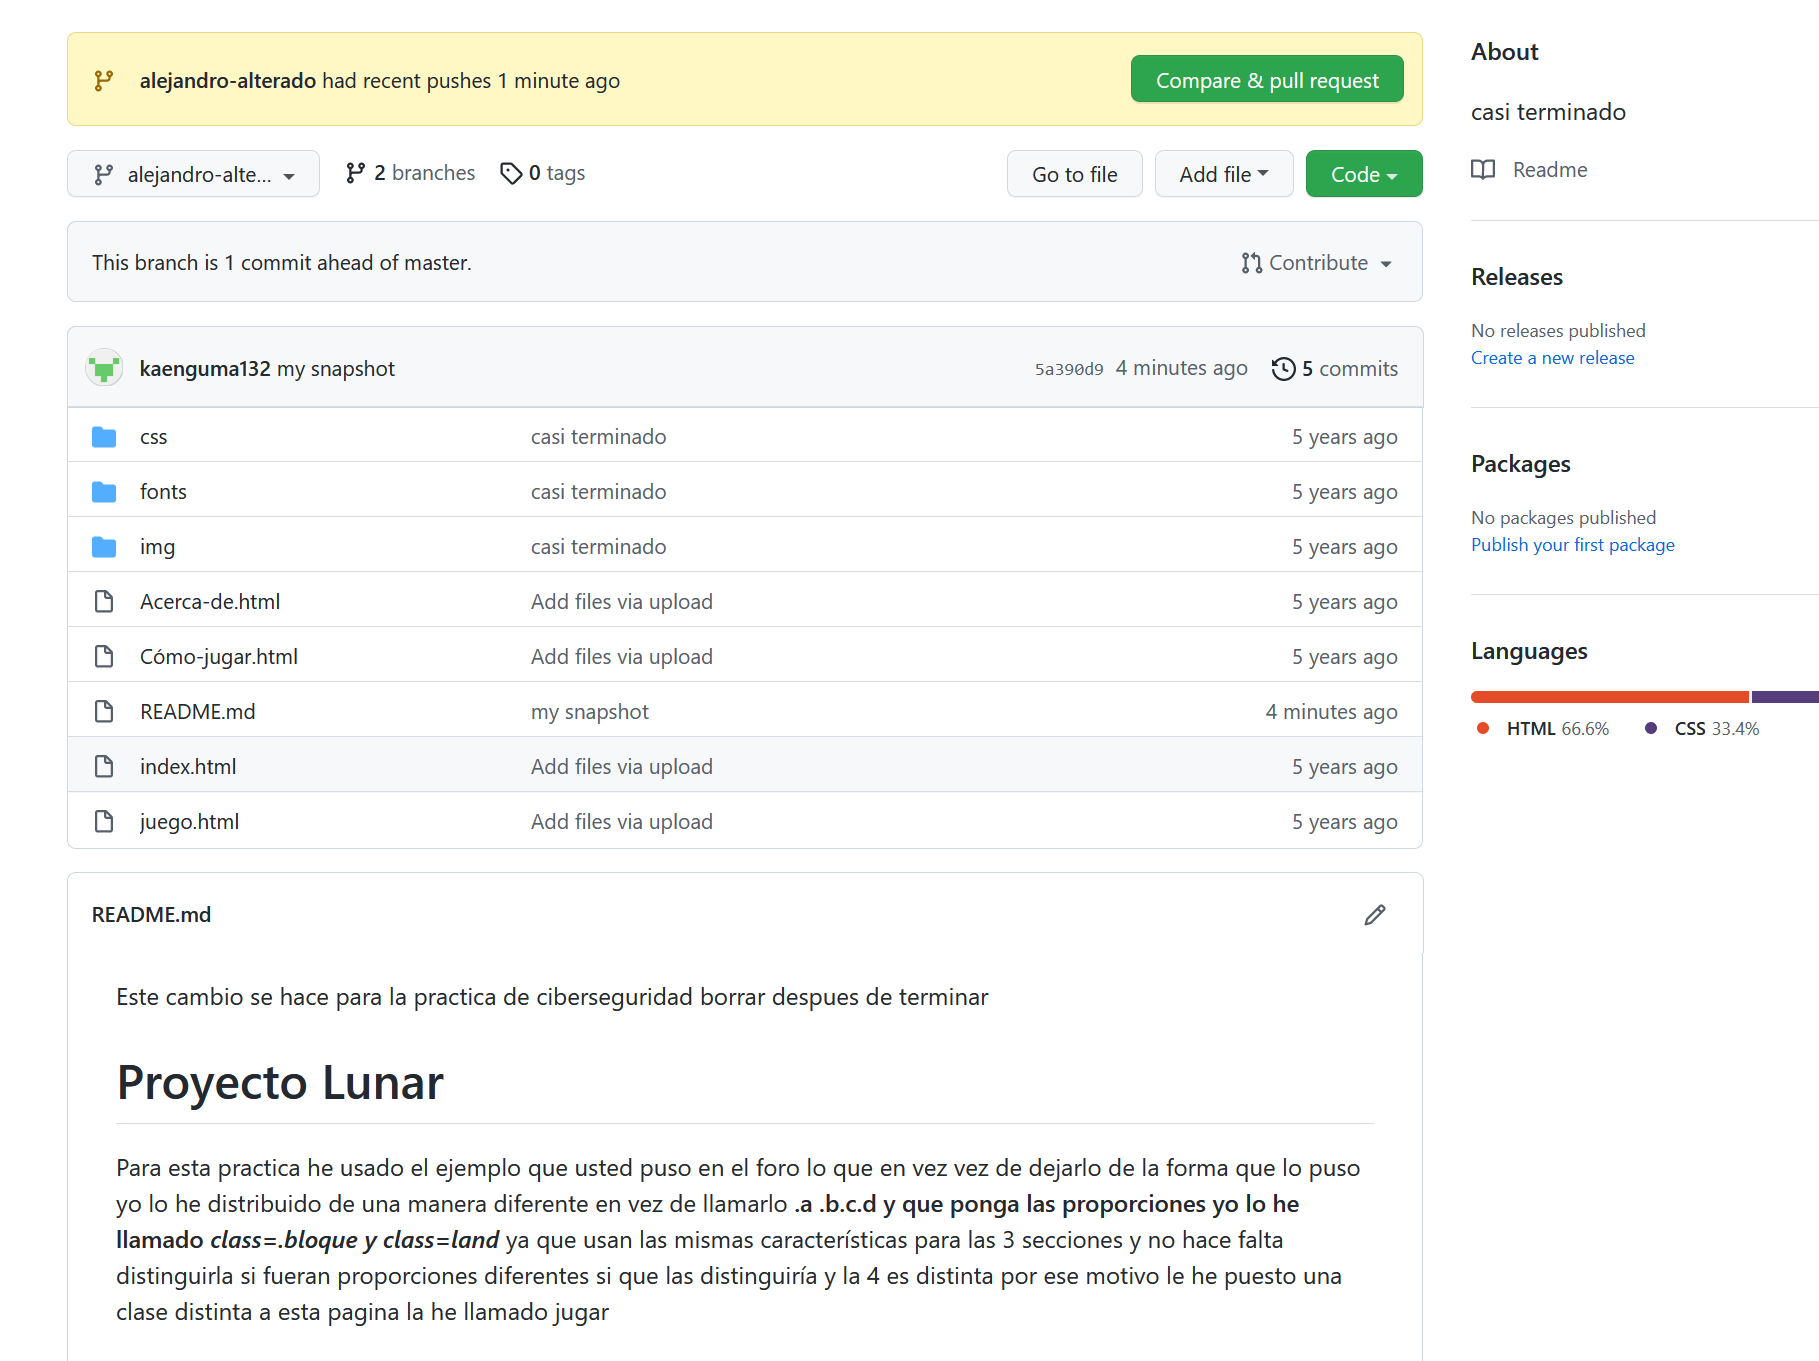 alejandro-alterado had recent pushes 1 minute ago
Compare & pull request
alejandro-alte...
2 branches
0 tags
Go to file
Add file
Code
This branch is 1 commit ahead of master.
Contribute
kaenguma132 my snapshot
5a390d9 4 minutes ago
5 commits
css casi terminado 5 years ago
fonts casi terminado 5 years ago
img casi terminado 5 years ago
Acerca-de.html Add files via upload 5 years ago
Cómo-jugar.html Add files via upload 5 years ago
README.md my snapshot 4 minutes ago
index.html Add files via upload 5 years ago
juego.html Add files via upload 5 years ago
README.md
Este cambio se hace para la practica de ciberseguridad borrar despues de terminar
Proyecto Lunar
Para esta practica he usado el ejemplo que usted puso en el foro lo que en vez vez de dejarlo de la forma que lo puso
yo lo he distribuido de una manera diferente en vez de llamarlo .a .b.c.d y que ponga las proporciones yo lo he
llamado class=.bloque y class=land ya que usan las mismas características para las 3 secciones y no hace falta
distinguirla si fueran proporciones diferentes si que las distinguiría y la 4 es distinta por ese motivo le he puesto una
clase distinta a esta pagina la he llamado jugar
About
casi terminado
Readme
Releases
No releases published
Create a new release
Packages
No packages published
Publish your first package
Languages
HTML 66.6%
CSS 33.4%